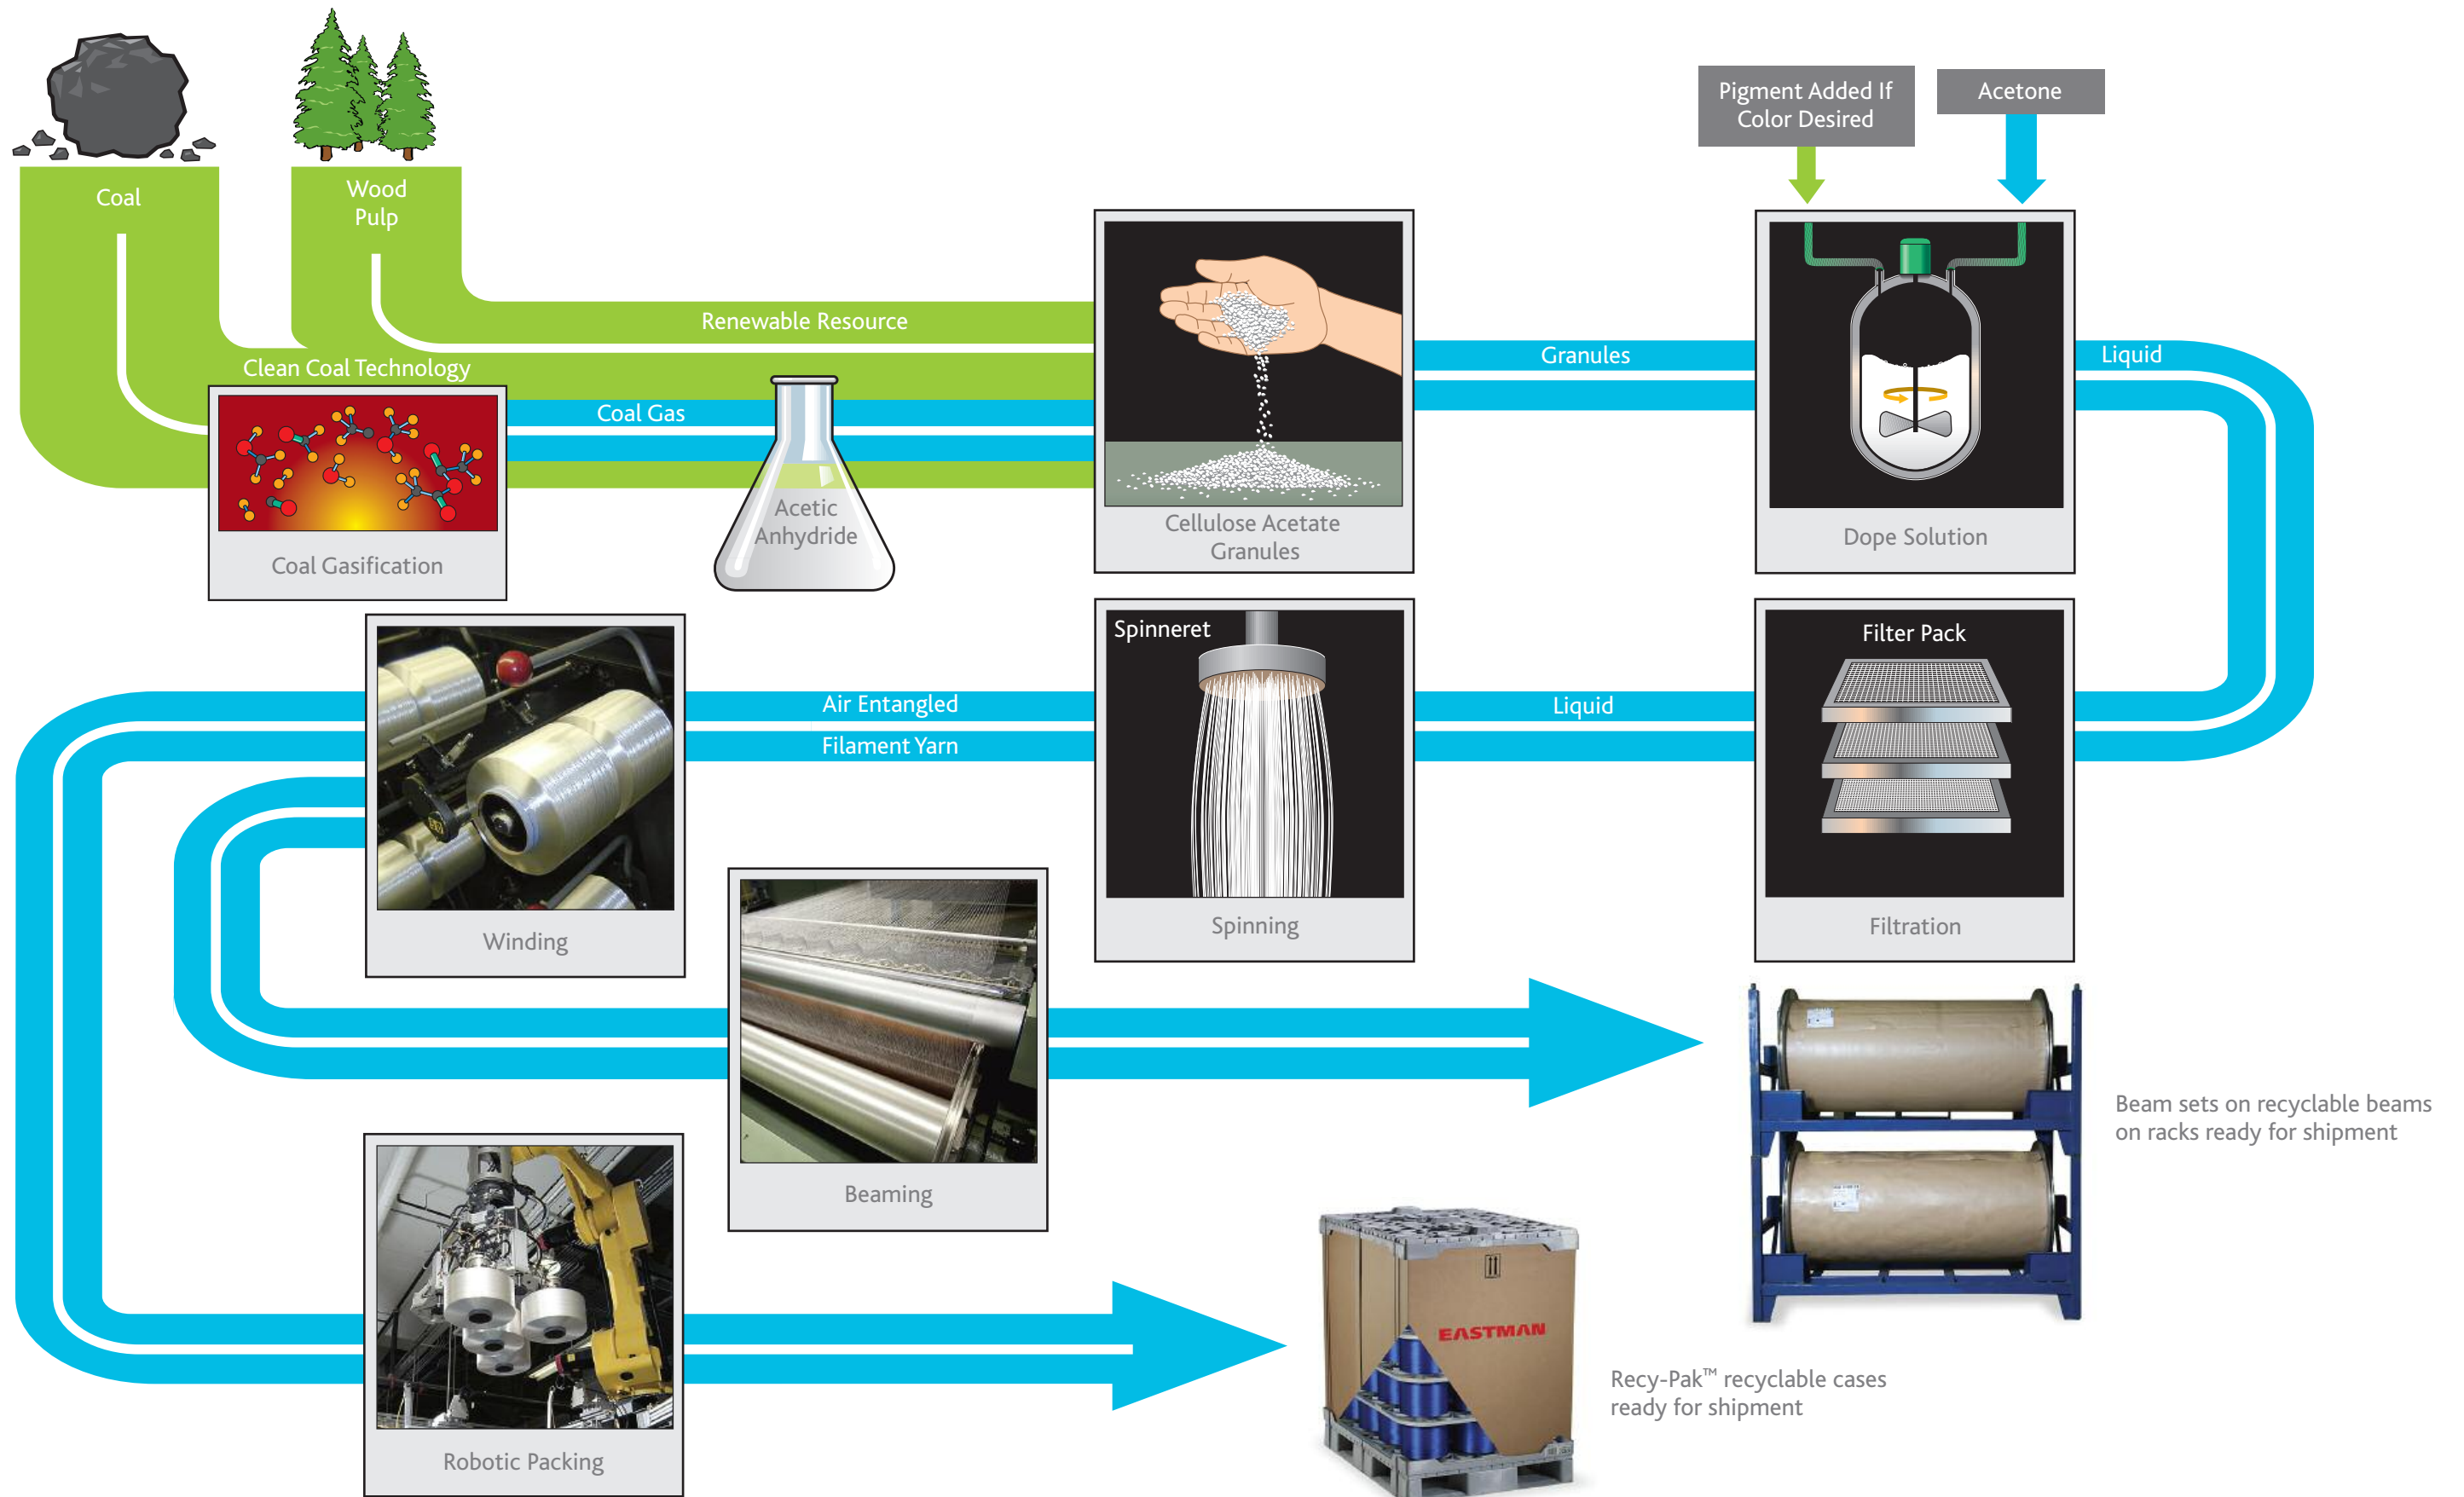 Coal
Wood
Pulp
Pigment Added If
Color Desired
Acetone
Renewable Resource
Clean Coal Technology
Coal Gas
Granules
Liquid
Acetic
Anhydride
Coal Gasification
Cellulose Acetate
Granules
Dope Solution
Spinneret
Filter Pack
Air Entangled
Filament Yarn
Liquid
Winding
Spinning
Filtration
Beaming
Beam sets on recyclable beams
on racks ready for shipment
EASTMAN
Recy-Pak™ recyclable cases
ready for shipment
Robotic Packing